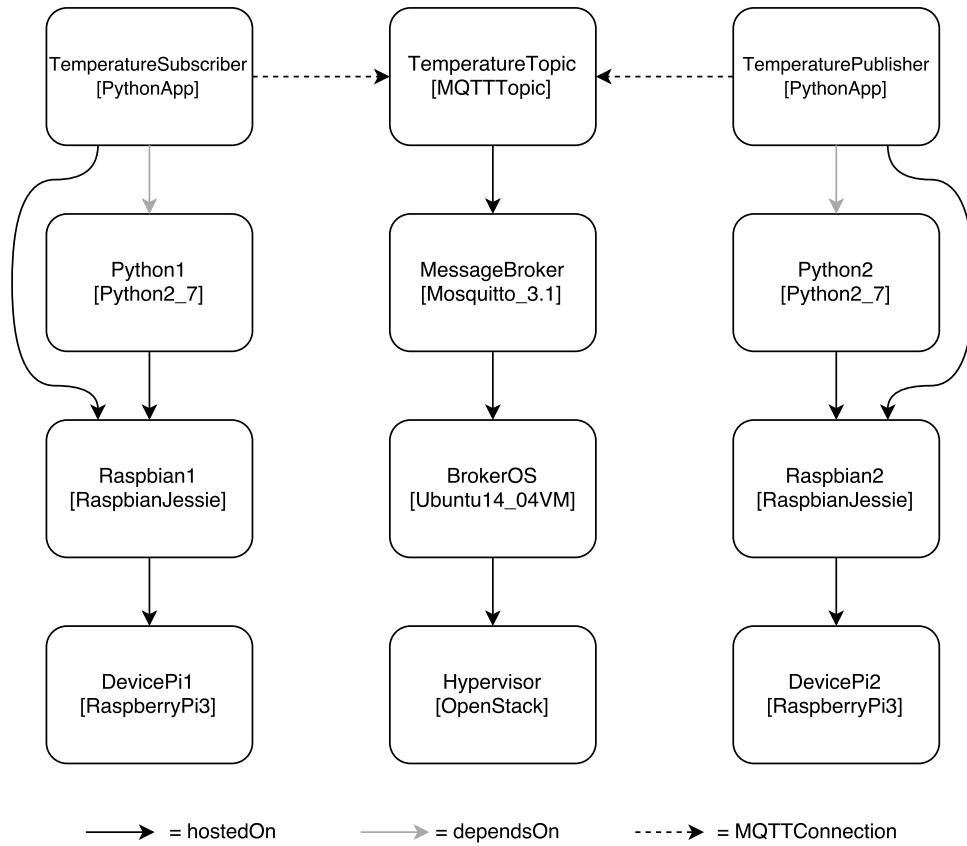 TemperatureSubscriber
[PythonApp]
TemperatureTopic
[MQTTTopic]
TemperaturePublisher
[PythonApp]
Python1
[Python2_7]
MessageBroker
[Mosquitto_3.1]
Python2
[Python2_7]
Raspbian1
[RaspbianJessie]
BrokerOS
[Ubuntu14_04VM]
Raspbian2
[RaspbianJessie]
DevicePi1
[RaspberryPi3]
Hypervisor
[OpenStack]
DevicePi2
[RaspberryPi3]
= hostedOn
= dependsOn
= MQTTConnection